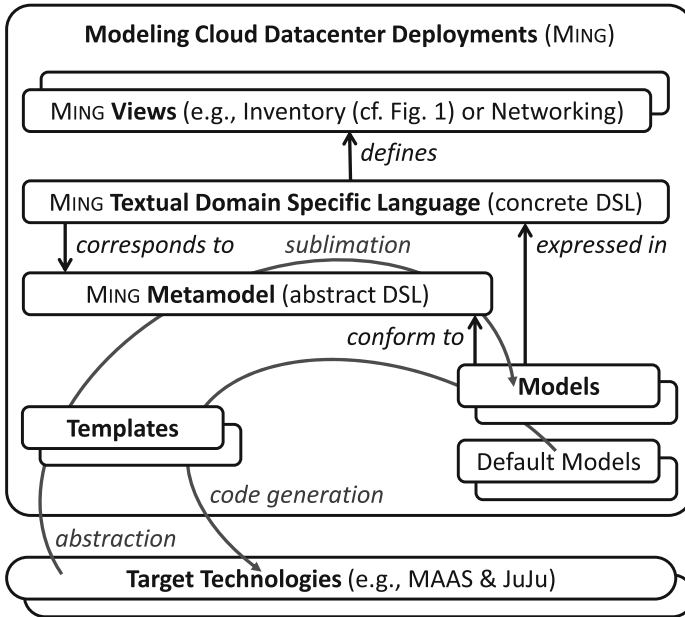 Modeling Cloud Datacenter Deployments (MING)
MING Views (e.g., Inventory (cf. Fig. 1) or Networking)
defines
MING Textual Domain Specific Language (concrete DSL)
corresponds to
sublimation
expressed in
MING Metamodel (abstract DSL)
conform to
Models
Templates
Default Models
code generation
abstraction
Target Technologies (e.g., MAAS & JuJu)